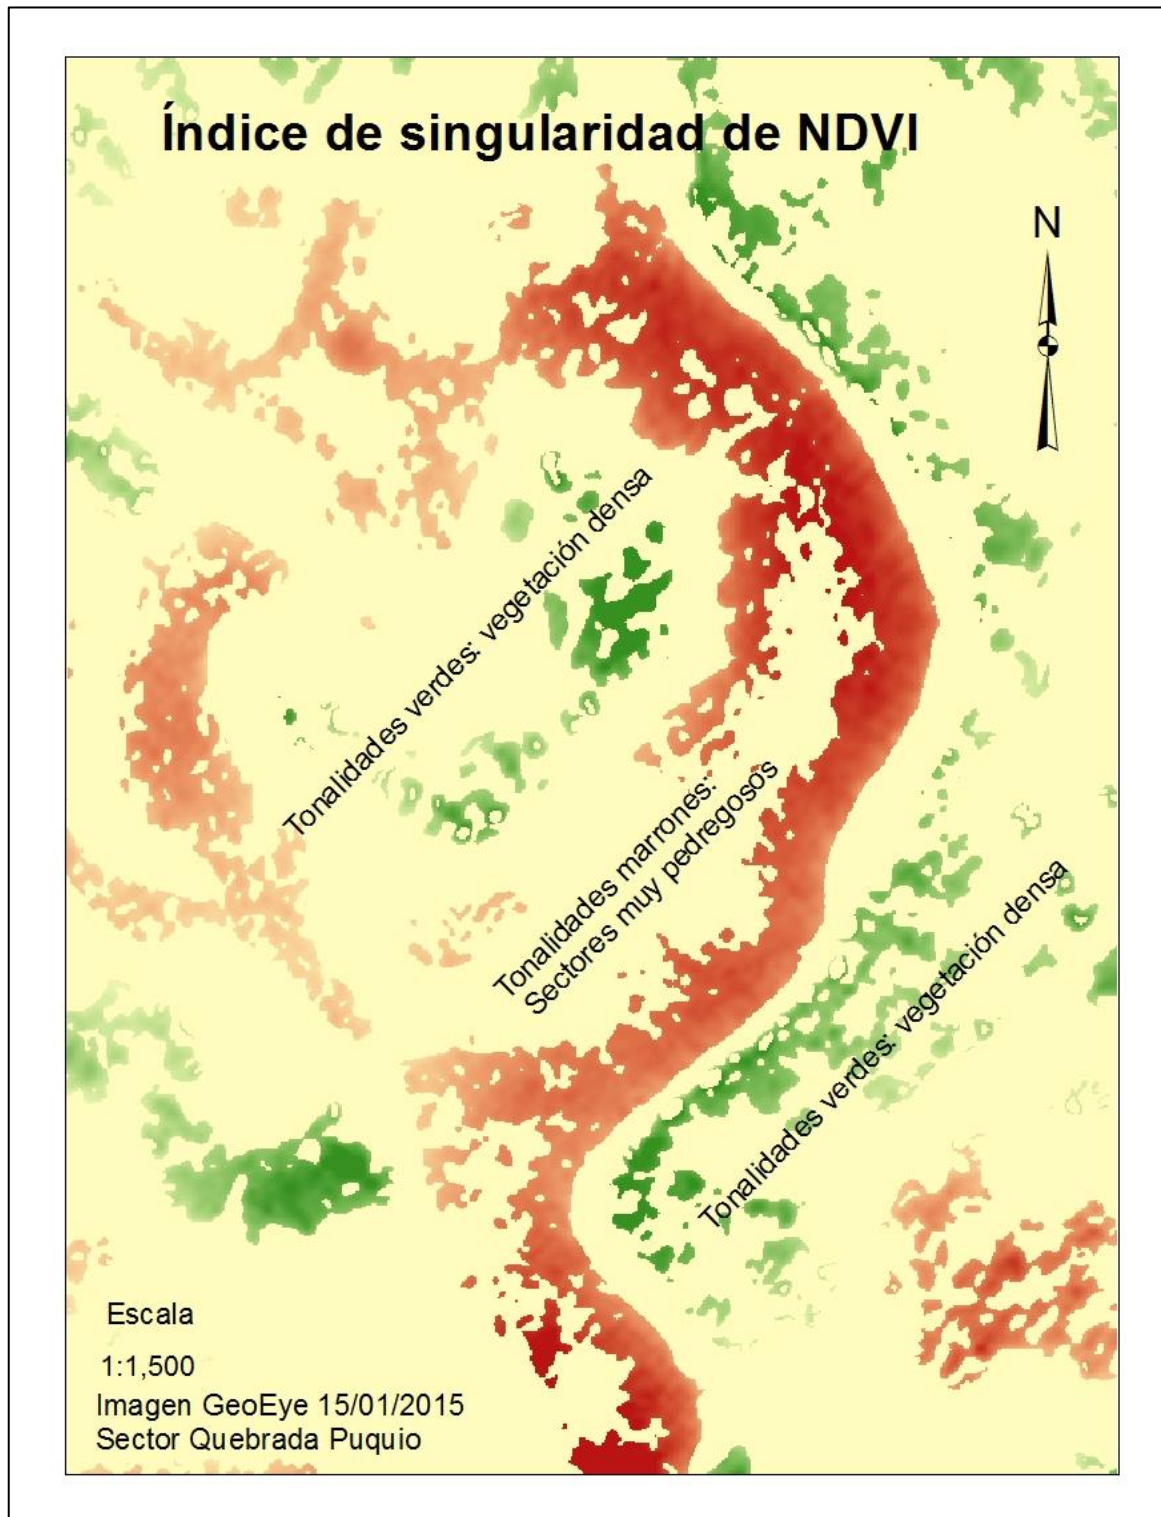 Índice de singularidad de NDVI
N
Tonalidades verdes: vegetación densa
Tonalidades marrones:
Sectores muy pedregosos
Tonalidades verdes: vegetación densa
Escala
1:1,500
Imagen GeoEye 15/01/2015
Sector Quebrada Puquio